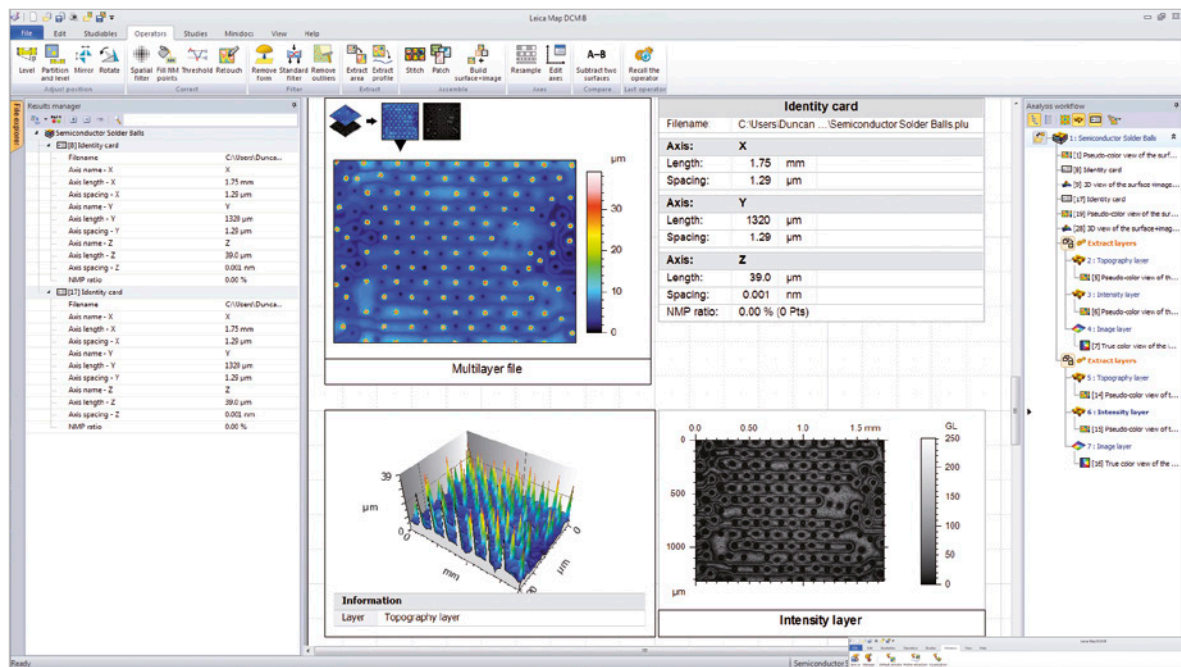 Leica Map DCM8
File Edit Studiables Operators Studies Minidocs View Help
Level Partition and level Mirror Rotate Spatial filter Fill NM points Threshold Retouch Remove form Standard filter Remove outliers Extract area Extract profile Stitch Patch Build surface+image Resample Edit axes Subtract two surfaces Recall the operator
A-B
Adjust position Correct Filter Extract Assemble Axes Compare Last operator
File explorer
Results manager
Semiconductor Solder Balls
[8] Identity card
Filename C:\Users\Dunca...
Axis name - X X
Axis length - X 1.75 mm
Axis spacing - X 1.29 µm
Axis name - Y Y
Axis length - Y 1320 µm
Axis spacing - Y 1.29 µm
Axis name - Z Z
Axis length - Z 39.0 µm
Axis spacing - Z 0.001 nm
NMP ratio 0.00 %
[17] Identity card
Filename C:\Users\Dunca...
Axis name - X X
Axis length - X 1.75 mm
Axis spacing - X 1.29 µm
Axis name - Y Y
Axis length - Y 1320 µm
Axis spacing - Y 1.29 µm
Axis name - Z Z
Axis length - Z 39.0 µm
Axis spacing - Z 0.001 nm
NMP ratio 0.00 %
µm
30
20
10
0
Multilayer file
Identity card
Filename: C:\Users\Duncan ...\Semiconductor Solder Balls.plu
Axis: X
Length: 1.75 mm
Spacing: 1.29 µm
Axis: Y
Length: 1320 µm
Spacing: 1.29 µm
Axis: Z
Length: 39.0 µm
Spacing: 0.001 nm
NMP ratio: 0.00 % (0 Pts)
39
µm
0
0
mm
µm
0
Information
Layer Topography layer
0.0 0.50 1.0 1.5 mm
0
500
1000
µm
GL
250
200
150
100
50
0
Intensity layer
Analysis workflow
1: Semiconductor Solder Balls
[1] Pseudo-color view of the surf...
[8] Identity card
[9] 3D view of the surface+image...
[17] Identity card
[19] Pseudo-color view of the sur...
[28] 3D view of the surface+imag...
Extract layers
2 : Topography layer
[5] Pseudo-color view of th...
3 : Intensity layer
[6] Pseudo-color view of th...
4 : Image layer
[7] True color view of the ...
Extract layers
5 : Topography layer
[14] Pseudo-color view of t...
6 : Intensity layer
[15] Pseudo-color view of t...
7 : Image layer
[16] True color view of the ...
Ready
Semiconductor S